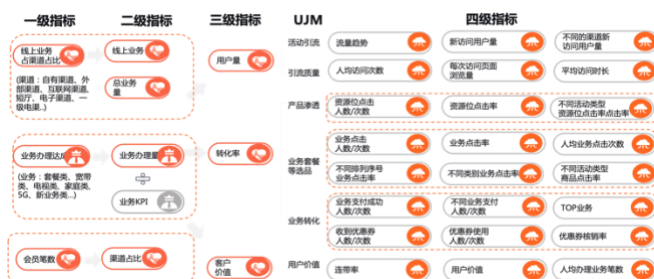 一级指标 二级指标 三级指标 UJM 四级指标
线上业务
占渠道占比
线上业务
(渠道：自有渠道、外
部渠道、互联网渠道、
短厅、电子渠道、一
级电渠..)
总业务
量
用户量
业务办理达成
业务办理量
(业务：套餐类、宽带
类、电视类、家庭类、
5G、新业务类...)
业务KPI
转化率
会员笔数
渠道占比
客户
价值
活动引流
流量趋势
新访问用户量
不同的渠道新
访问用户量
引流质量
人均访问次数
每次访问页面
浏览量
平均访问时长
产品渗透
资源位点击
人数/次数
资源位点击率
不同活动类型
资源位点击率点击率
业务套餐
等选品
业务点击
人数/次数
业务点击率
人均业务点击次数
不同排列序号
业务点击率
不同类别业务点击率
不同活动类型
商品点击率
业务转化
业务支付成功
人数/次数
不同业务支付
人数/次数
TOP业务
收到优惠券
人数/次数
优惠券使用
人数/次数
优惠券核销率
用户价值
连带率
用户价值
人均办理业务笔数